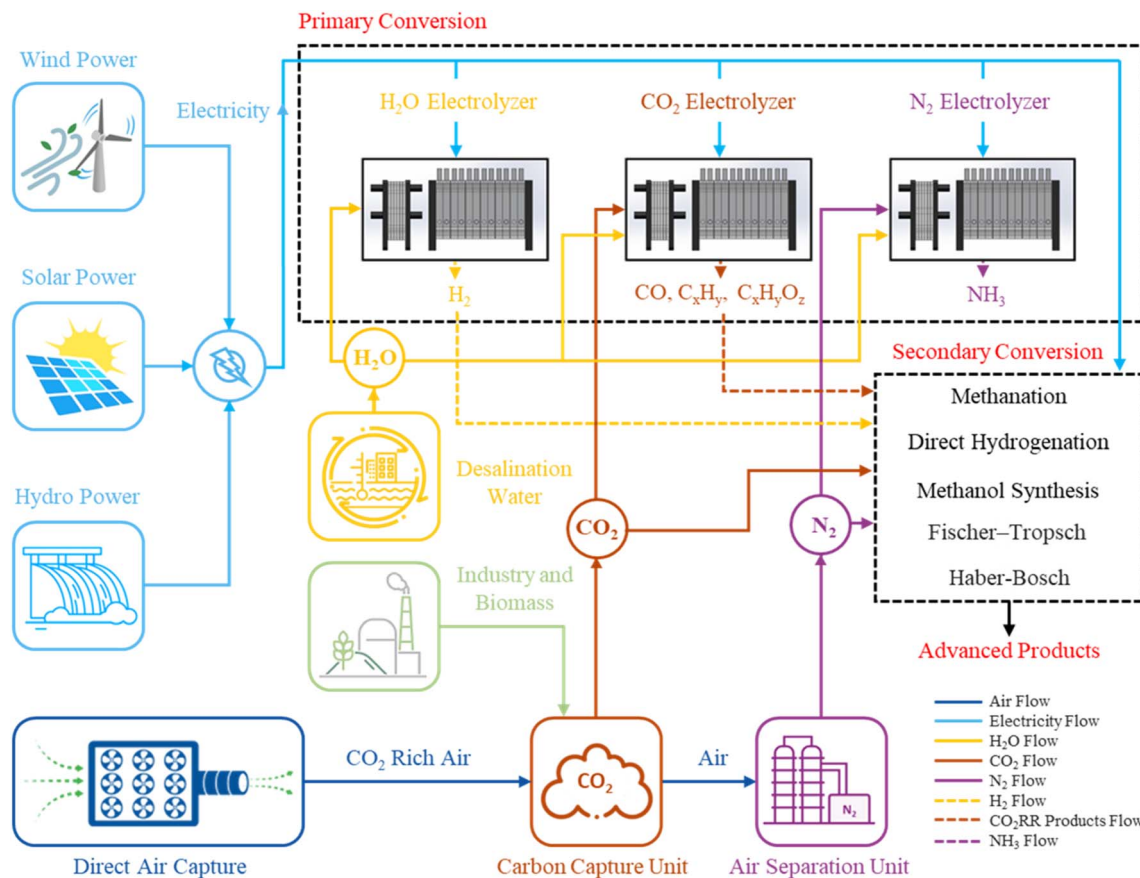 Primary Conversion
Wind Power
Electricity
H₂O Electrolyzer
CO₂ Electrolyzer
N₂ Electrolyzer
H₂
CO, CₓHᵧ, CₓHᵧO_z
NH₃
Solar Power
H₂O
Secondary Conversion
Methanation
Direct Hydrogenation
Methanol Synthesis
Fischer–Tropsch
Haber-Bosch
Desalination
Water
Hydro Power
CO₂
N₂
Industry and
Biomass
Advanced Products
Air Flow
Electricity Flow
H₂O Flow
CO₂ Flow
N₂ Flow
H₂ Flow
CO₂RR Products Flow
NH₃ Flow
CO₂ Rich Air
CO₂
Air
N₂
Direct Air Capture
Carbon Capture Unit
Air Separation Unit